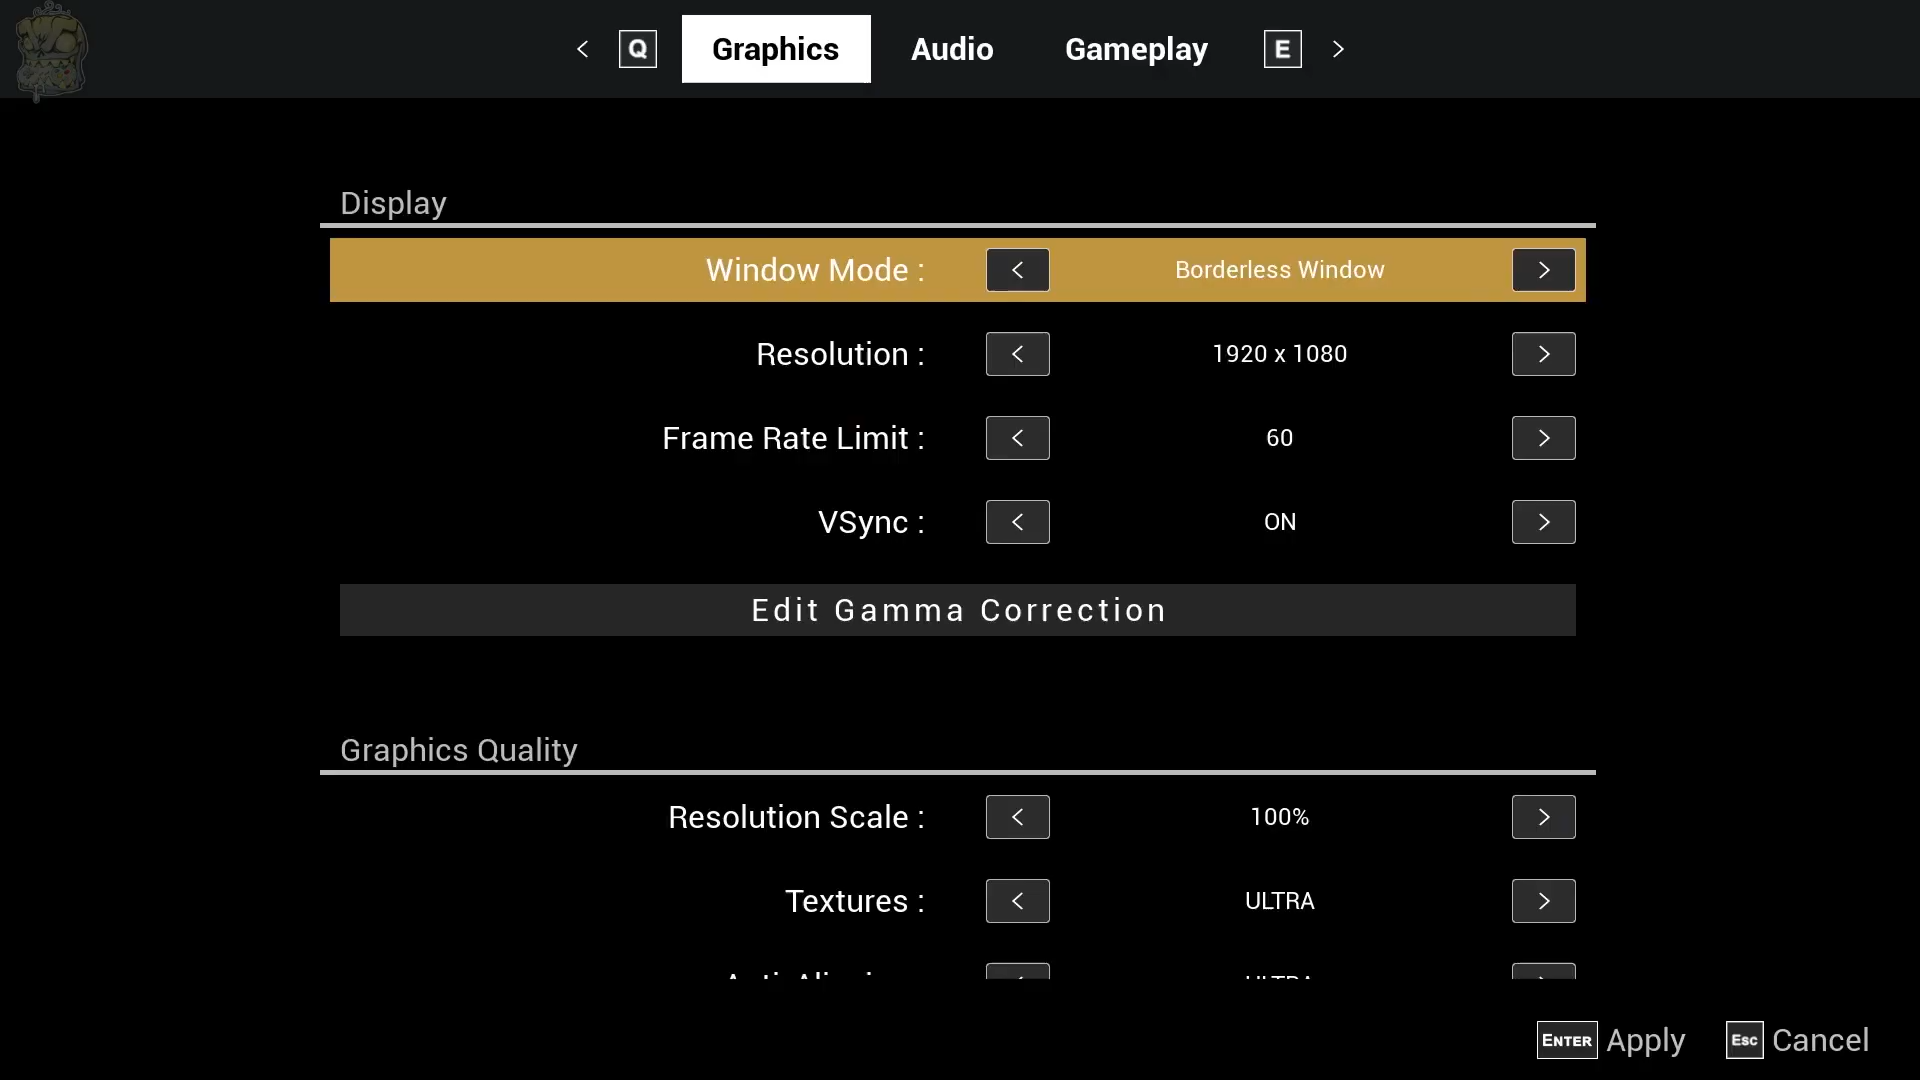 < Q Graphics Audio Gameplay E >
Display
Window Mode : < Borderless Window >
Resolution : < 1920 x 1080 >
Frame Rate Limit : < 60 >
VSync : < ON >
Edit Gamma Correction
Graphics Quality
Resolution Scale : < 100% >
Textures : < ULTRA >
ENTER Apply Esc Cancel